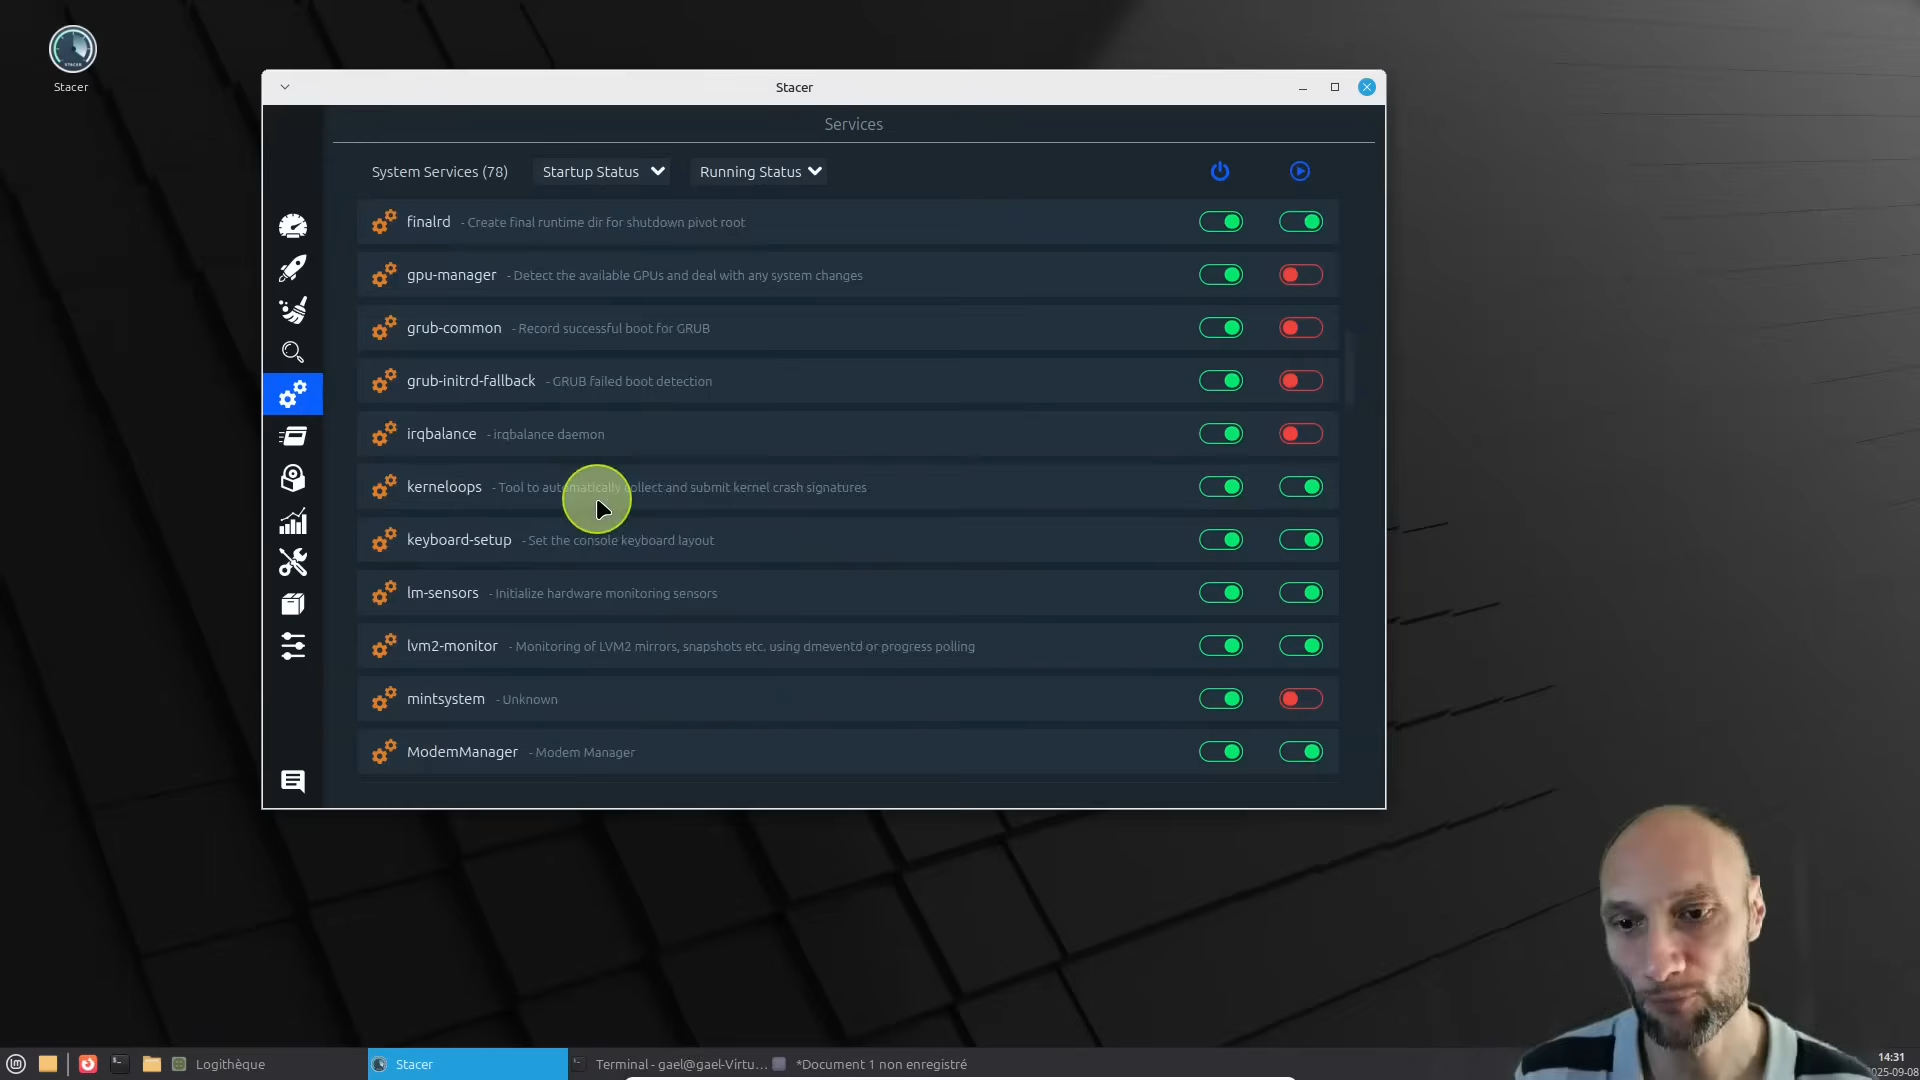 STACER
Stacer
Stacer
Services
System Services (78) Startup Status Running Status
finalrd - Create final runtime dir for shutdown pivot root
gpu-manager - Detect the available GPUs and deal with any system changes
grub-common - Record successful boot for GRUB
grub-initrd-fallback - GRUB failed boot detection
irqbalance - irqbalance daemon
kerneloops - Tool to automatically collect and submit kernel crash signatures
keyboard-setup - Set the console keyboard layout
lm-sensors - Initialize hardware monitoring sensors
lvm2-monitor - Monitoring of LVM2 mirrors, snapshots etc. using dmeventd or progress polling
mintsystem - Unknown
ModemManager - Modem Manager
Logithèque Stacer Terminal - gael@gael-Virtu... *Document 1 non enregistré
14:31
2025-09-08